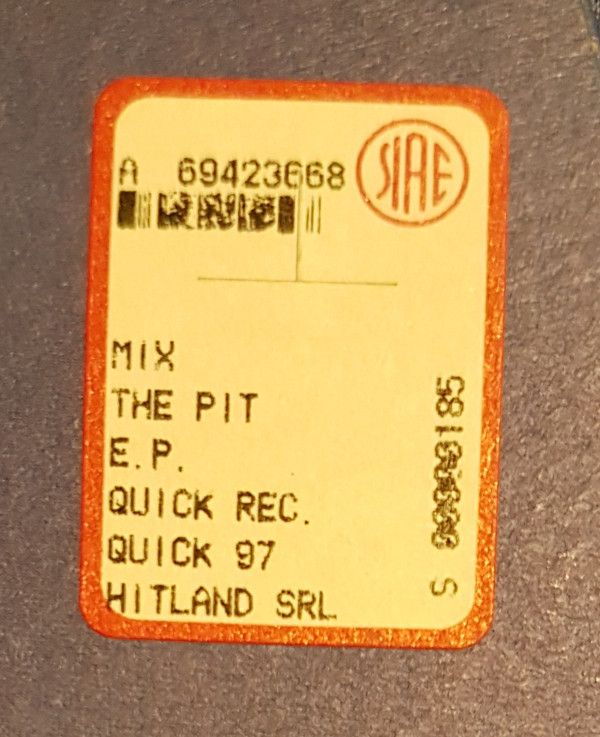 A 69423668
SIAE
MIX
THE PIT
E.P.
QUICK REC.
QUICK 97
HITLAND SRL
S